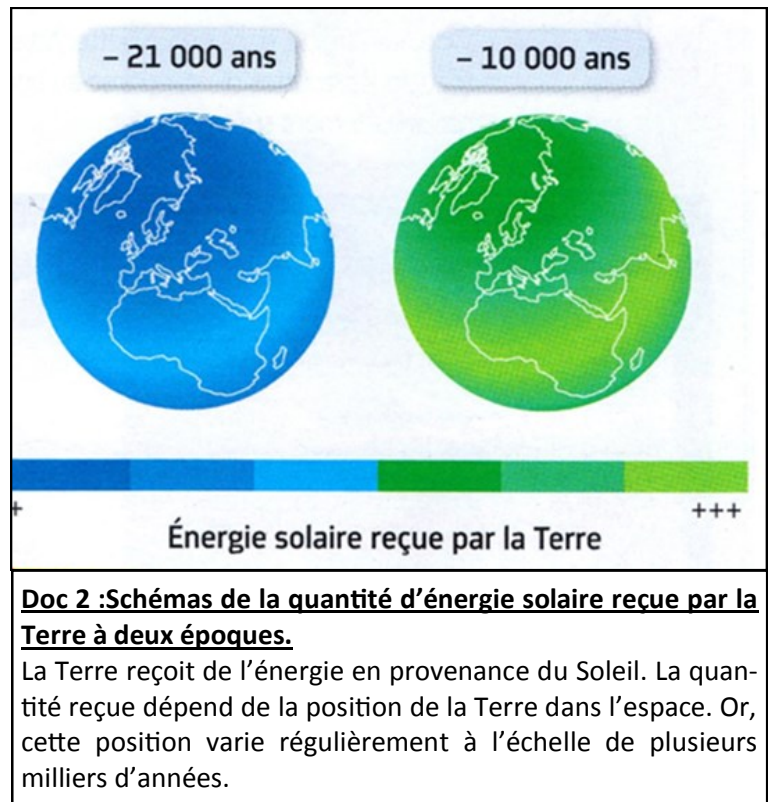 – 21 000 ans – 10 000 ans
+ +++
Énergie solaire reçue par la Terre
Doc 2 :Schémas de la quantité d’énergie solaire reçue par la
Terre à deux époques.
La Terre reçoit de l’énergie en provenance du Soleil. La quan-
tité reçue dépend de la position de la Terre dans l’espace. Or,
cette position varie régulièrement à l’échelle de plusieurs
milliers d’années.